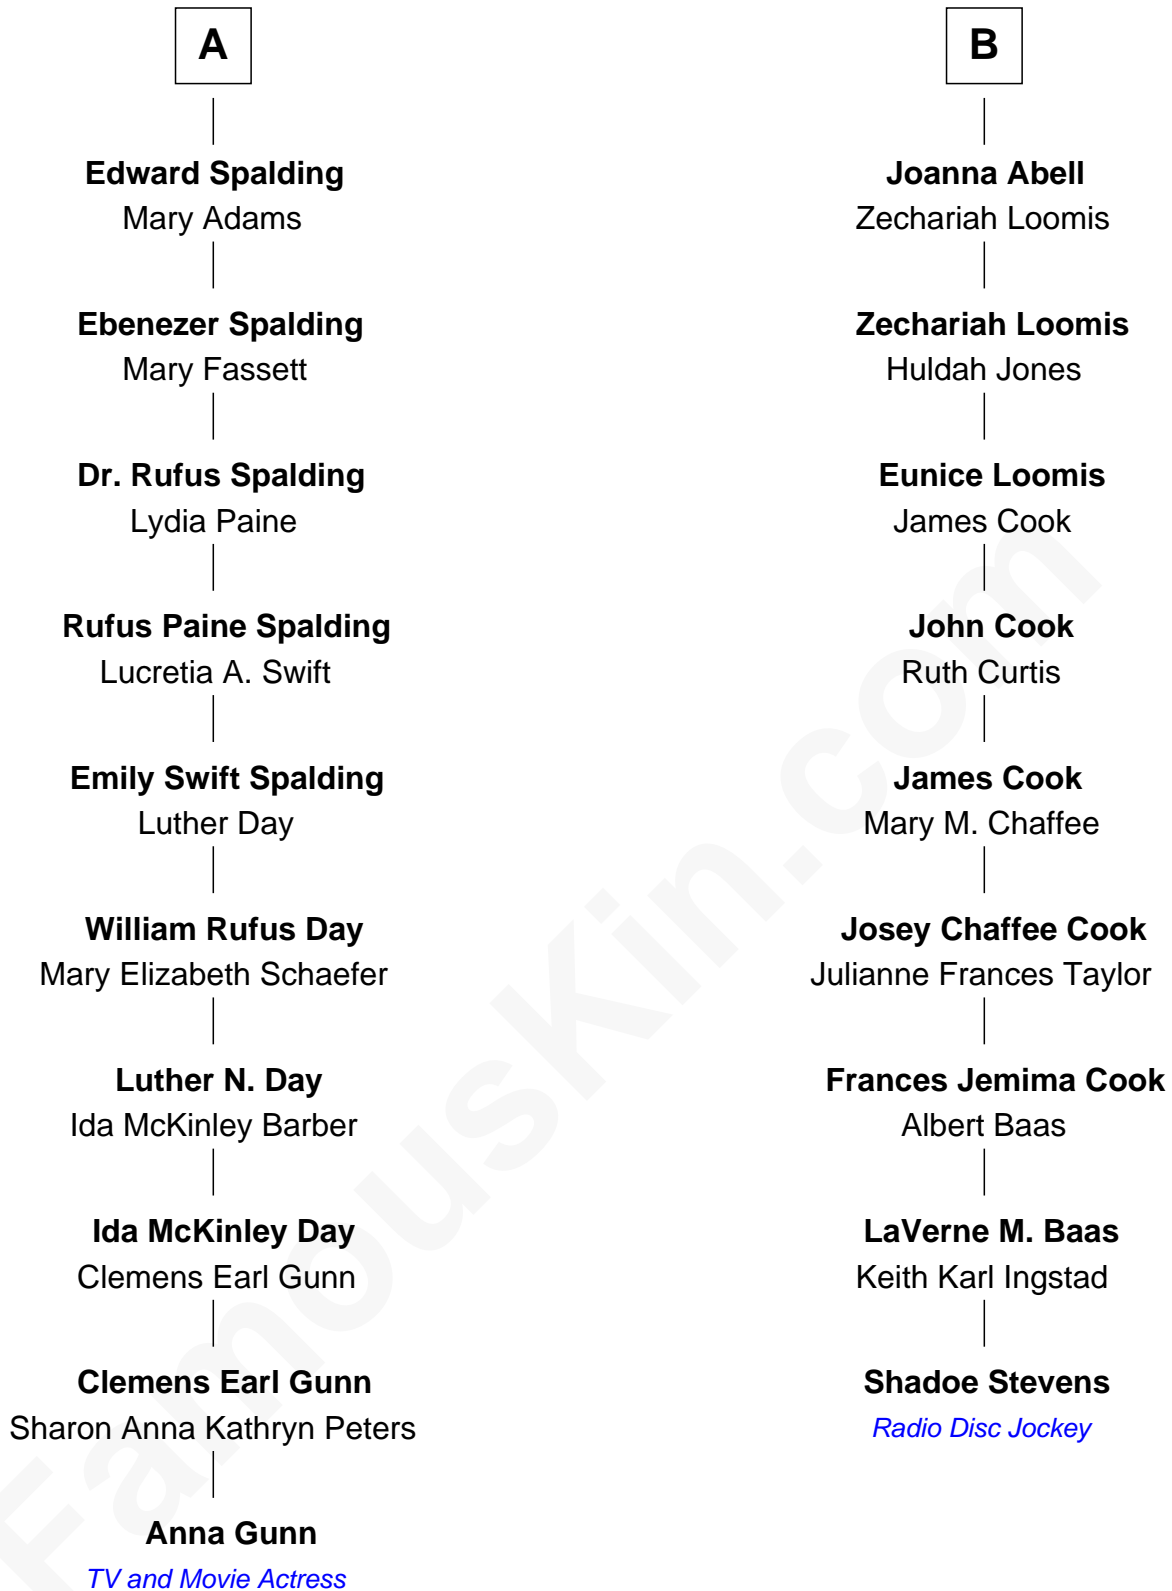 A
Edward Spalding
Mary Adams
Ebenezer Spalding
Mary Fassett
Dr. Rufus Spalding
Lydia Paine
Rufus Paine Spalding
Lucretia A. Swift
Emily Swift Spalding
Luther Day
William Rufus Day
Mary Elizabeth Schaefer
Luther N. Day
Ida McKinley Barber
Ida McKinley Day
Clemens Earl Gunn
Clemens Earl Gunn
Sharon Anna Kathryn Peters
Anna Gunn
TV and Movie Actress
B
Joanna Abell
Zechariah Loomis
Zechariah Loomis
Huldah Jones
Eunice Loomis
James Cook
John Cook
Ruth Curtis
James Cook
Mary M. Chaffee
Josey Chaffee Cook
Julianne Frances Taylor
Frances Jemima Cook
Albert Baas
LaVerne M. Baas
Keith Karl Ingstad
Shadoe Stevens
Radio Disc Jockey
FamousKin.com